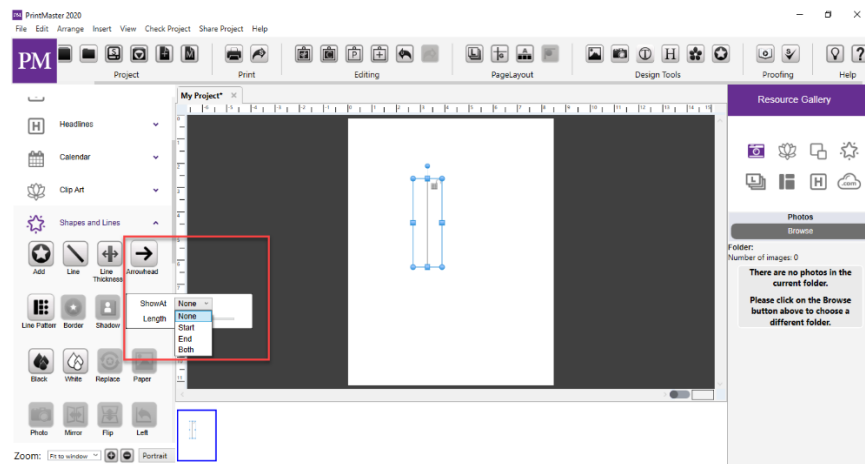 PM PrintMaster 2020
File Edit Arrange Insert View Check Project Share Project Help
PM
Project
Print
Editing
PageLayout
Design Tools
Proofing
Help
My Project*
Resource Gallery
Headlines
Calendar
Clip Art
Shapes and Lines
Add
Line
Line Thickness
Arrowhead
ShowAt None
Length
None
Start
End
Both
Line Pattern
Border
Shadow
Black
White
Replace
Paper
Photo
Mirror
Flip
Left
Zoom: Fit to window Portrait
Photos
Browse
Folder:
Number of images: 0
There are no photos in the
current folder.
Please click on the Browse
button above to choose a
different folder.